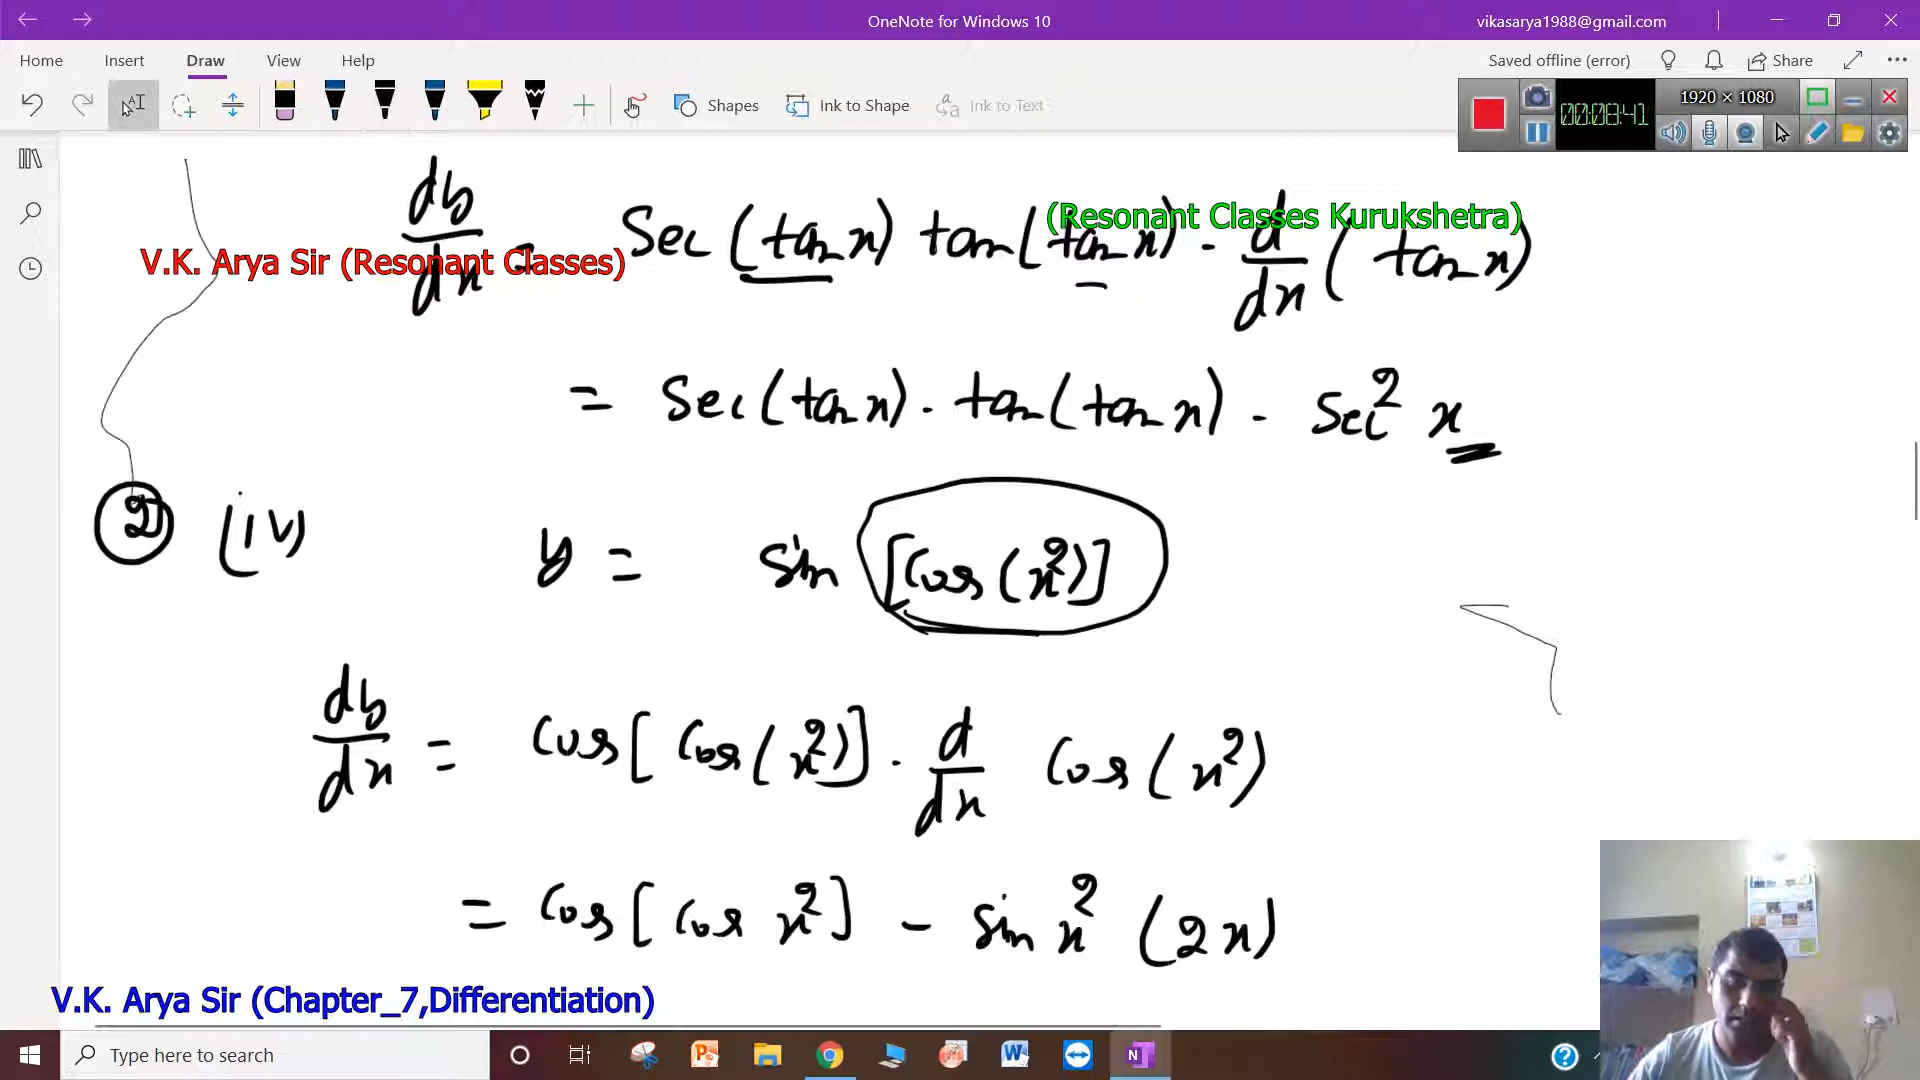 OneNote for Windows 10
vikasarya1988@gmail.com
Home Insert Draw View Help
Saved offline (error) Share
Shapes Ink to Shape Ink to Text
1920 × 1080
00:08:41
(Resonant Classes Kurukshetra)
V.K. Arya Sir (Resonant Classes)
dy/dx = Sec (tan x) tan (tan x) · d/dx (tan x)
= Sec (tan x) · tan (tan x) · Sec² x
2 (iv) y = sin [Cos (x²)]
dy/dx = Cos [Cos (x²)] · d/dx Cos (x²)
= Cos [Cos x²] - sin x² (2x)
V.K. Arya Sir (Chapter_7,Differentiation)
Type here to search